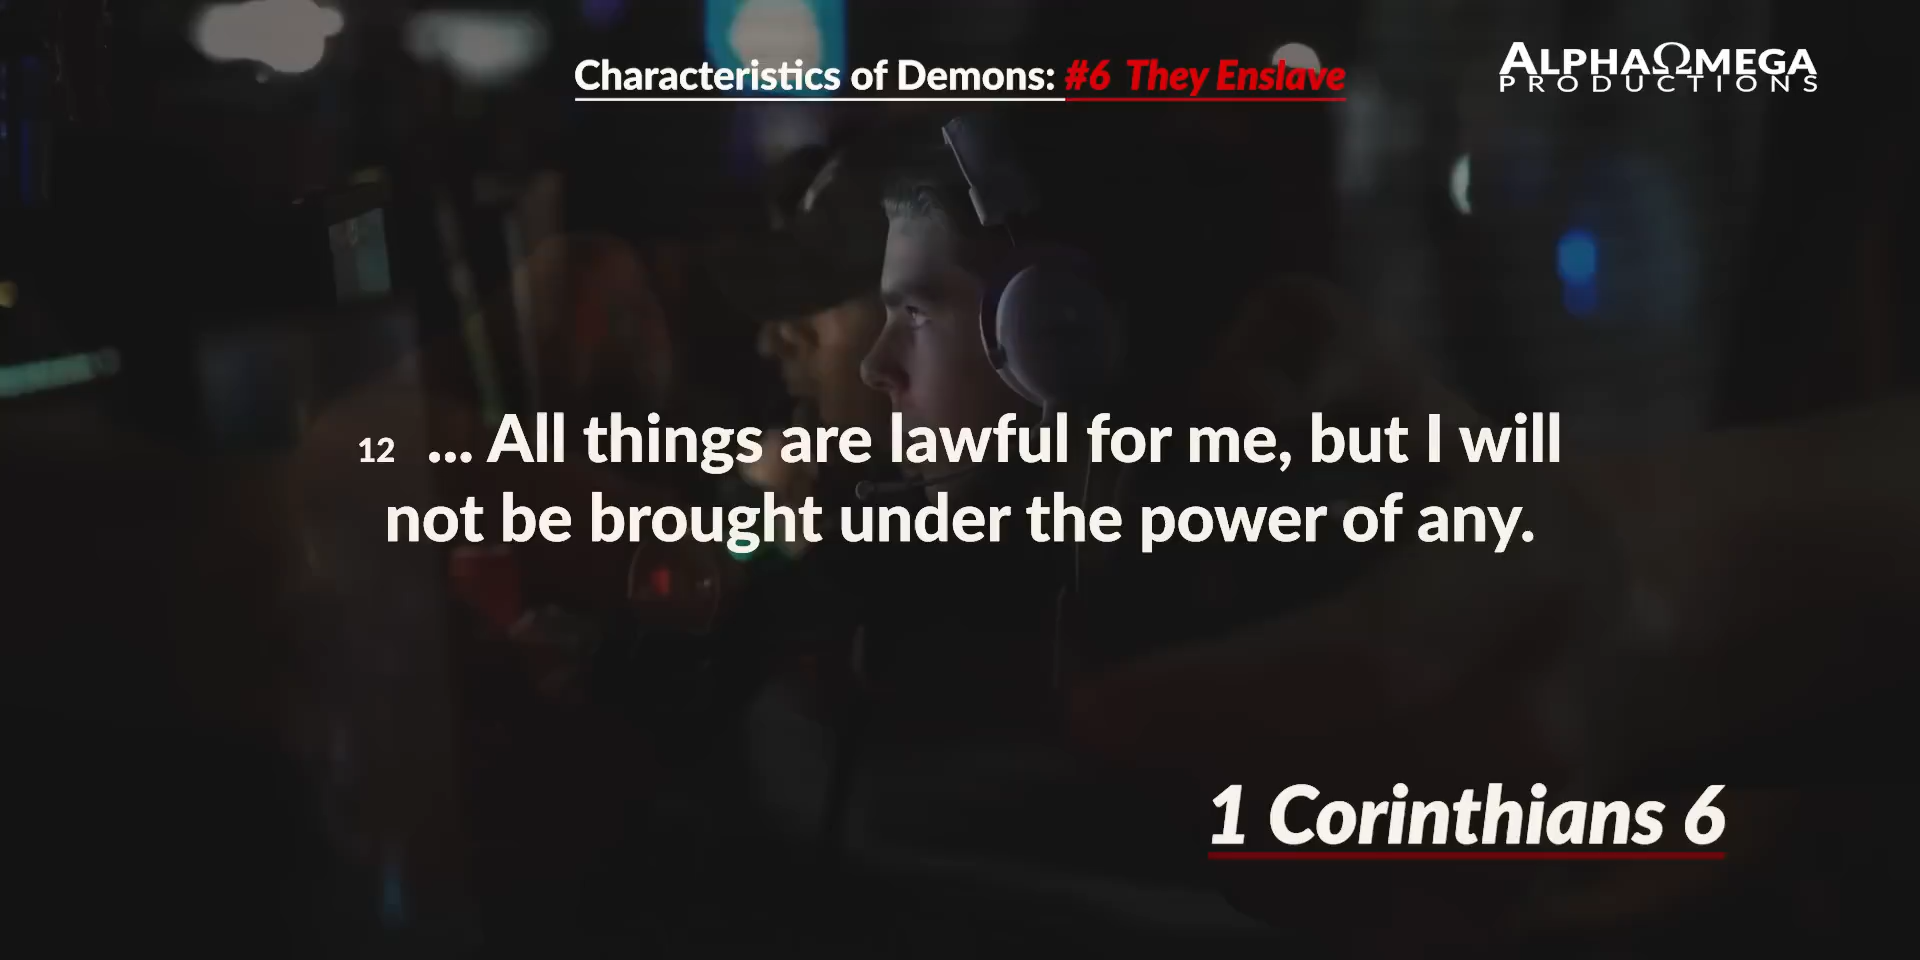 Characteristics of Demons: #6 They Enslave
ALPHAΩMEGA
PRODUCTIONS
12 ... All things are lawful for me, but I will
not be brought under the power of any.
1 Corinthians 6